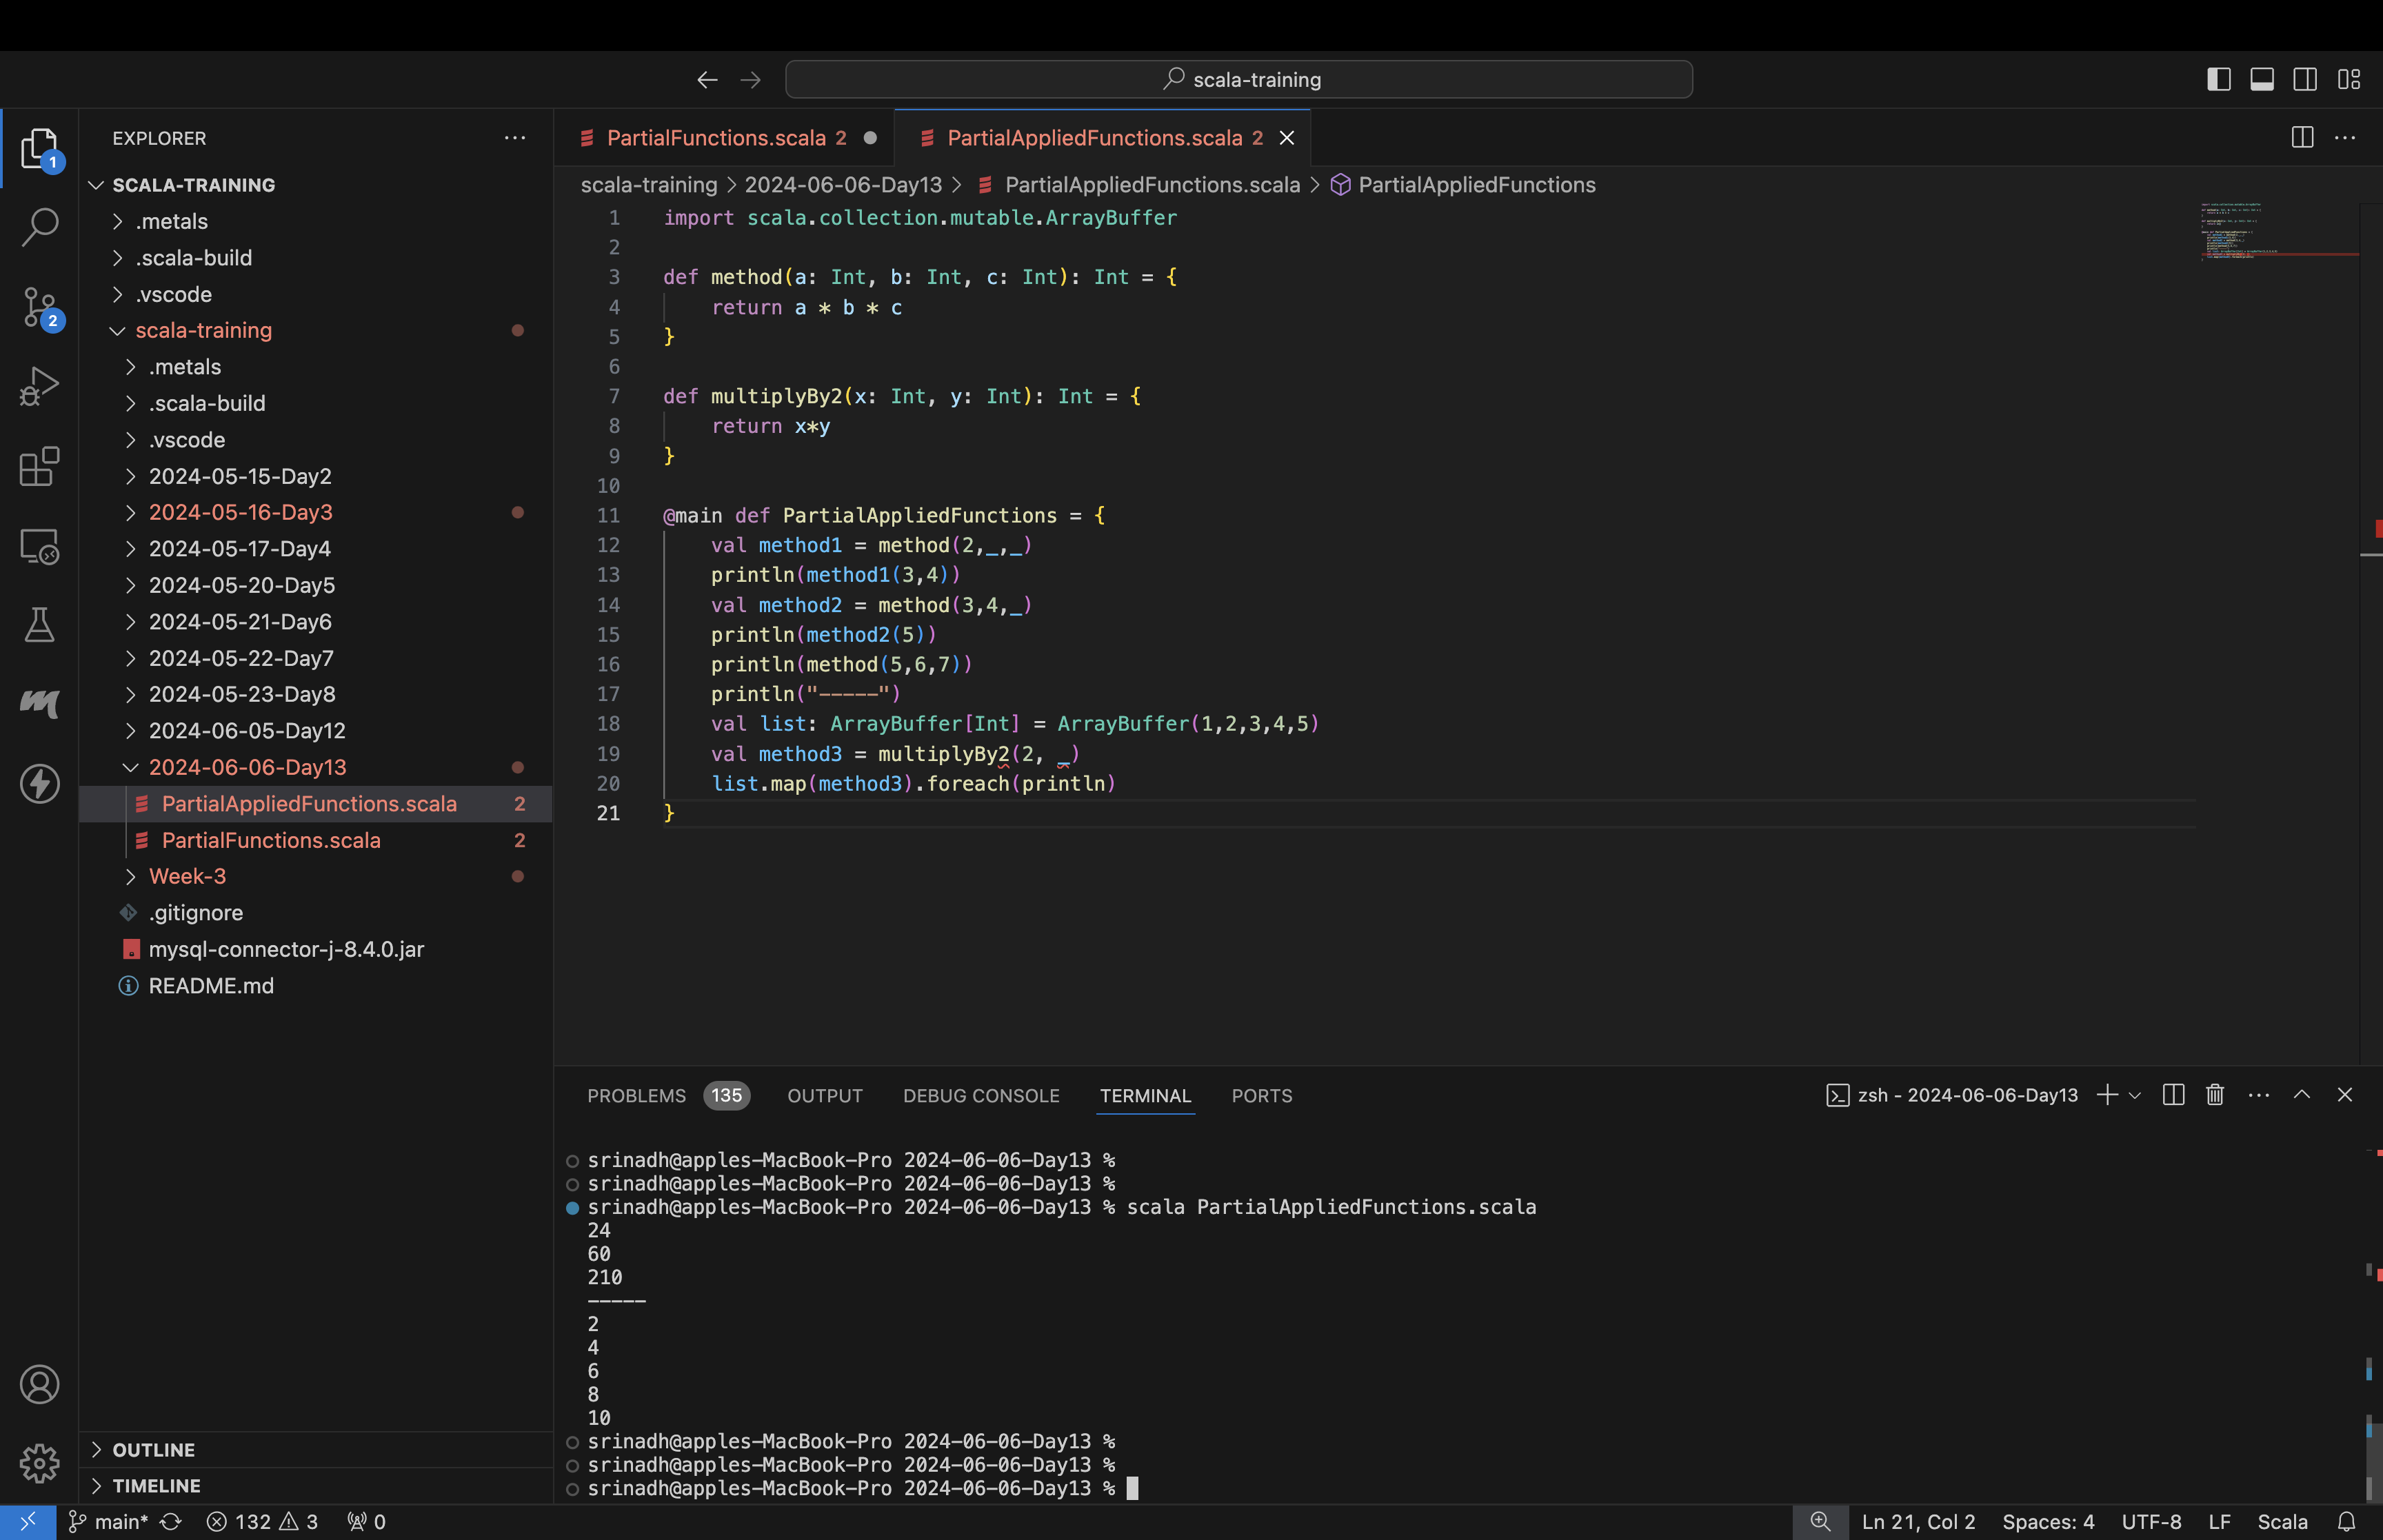 scala-training
EXPLORER
SCALA-TRAINING
.metals
.scala-build
.vscode
scala-training
.metals
.scala-build
.vscode
2024-05-15-Day2
2024-05-16-Day3
2024-05-17-Day4
2024-05-20-Day5
2024-05-21-Day6
2024-05-22-Day7
2024-05-23-Day8
2024-06-05-Day12
2024-06-06-Day13
PartialAppliedFunctions.scala 2
PartialFunctions.scala 2
Week-3
.gitignore
mysql-connector-j-8.4.0.jar
README.md
OUTLINE
TIMELINE
1
2
PartialFunctions.scala 2
PartialAppliedFunctions.scala 2
scala-training > 2024-06-06-Day13 > PartialAppliedFunctions.scala > PartialAppliedFunctions
1 import scala.collection.mutable.ArrayBuffer
2
3 def method(a: Int, b: Int, c: Int): Int = {
4 return a * b * c
5 }
6
7 def multiplyBy2(x: Int, y: Int): Int = {
8 return x*y
9 }
10
11 @main def PartialAppliedFunctions = {
12 val method1 = method(2,_,_)
13 println(method1(3,4))
14 val method2 = method(3,4,_)
15 println(method2(5))
16 println(method(5,6,7))
17 println("-----")
18 val list: ArrayBuffer[Int] = ArrayBuffer(1,2,3,4,5)
19 val method3 = multiplyBy2(2, _)
20 list.map(method3).foreach(println)
21 }
PROBLEMS 135 OUTPUT DEBUG CONSOLE TERMINAL PORTS
zsh - 2024-06-06-Day13
srinadh@apples-MacBook-Pro 2024-06-06-Day13 %
srinadh@apples-MacBook-Pro 2024-06-06-Day13 %
srinadh@apples-MacBook-Pro 2024-06-06-Day13 % scala PartialAppliedFunctions.scala
24
60
210
-----
2
4
6
8
10
srinadh@apples-MacBook-Pro 2024-06-06-Day13 %
srinadh@apples-MacBook-Pro 2024-06-06-Day13 %
srinadh@apples-MacBook-Pro 2024-06-06-Day13 %
main* 132 3 0
Ln 21, Col 2 Spaces: 4 UTF-8 LF Scala